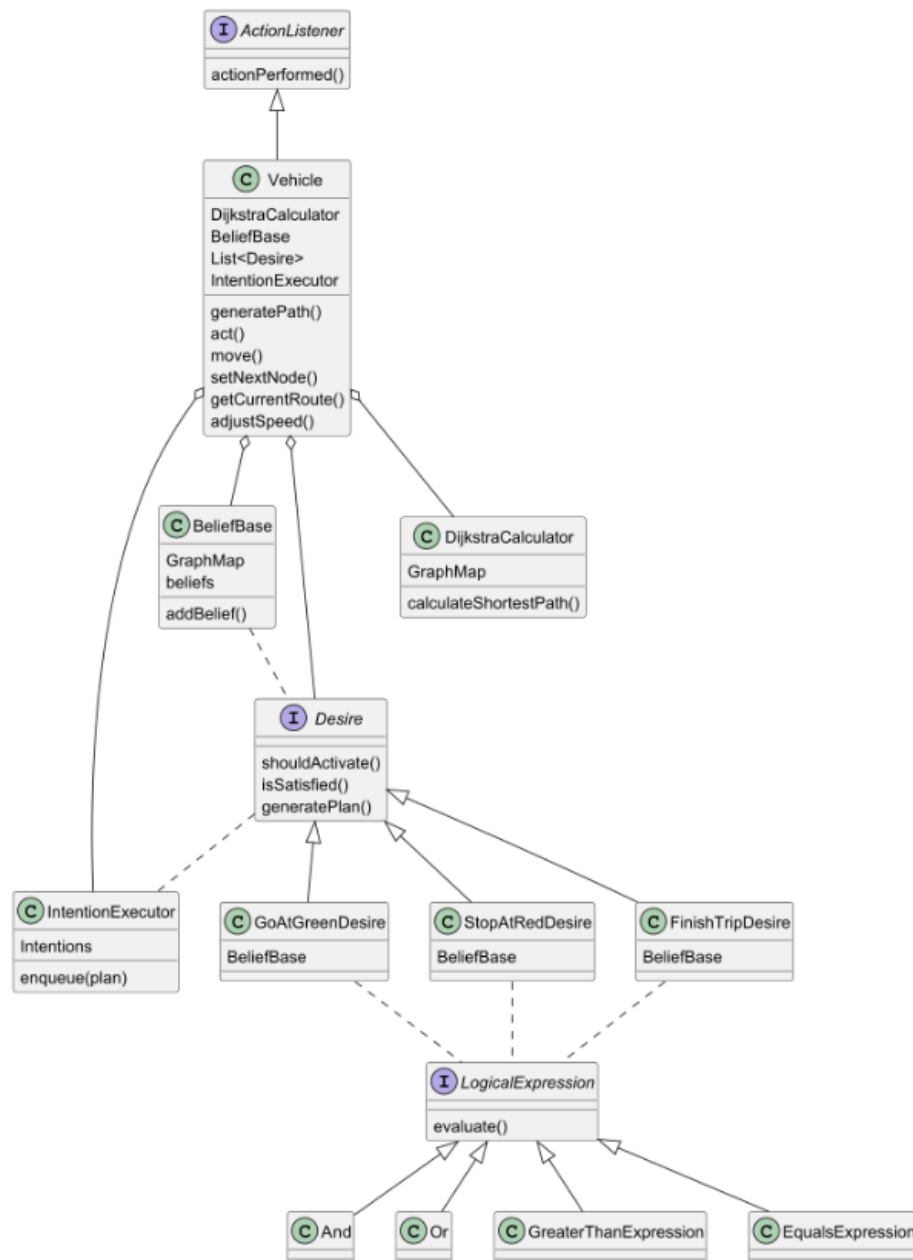 I ActionListener
actionPerformed()
C Vehicle
DijkstraCalculator
BeliefBase
List<Desire>
IntentionExecutor
generatePath()
act()
move()
setNextNode()
getCurrentRoute()
adjustSpeed()
C BeliefBase
GraphMap
beliefs
addBelief()
C DijkstraCalculator
GraphMap
calculateShortestPath()
I Desire
shouldActivate()
isSatisfied()
generatePlan()
C IntentionExecutor
Intentions
enqueue(plan)
C GoAtGreenDesire
BeliefBase
C StopAtRedDesire
BeliefBase
C FinishTripDesire
BeliefBase
I LogicalExpression
evaluate()
C And
C Or
C GreaterThanExpression
C EqualsExpression